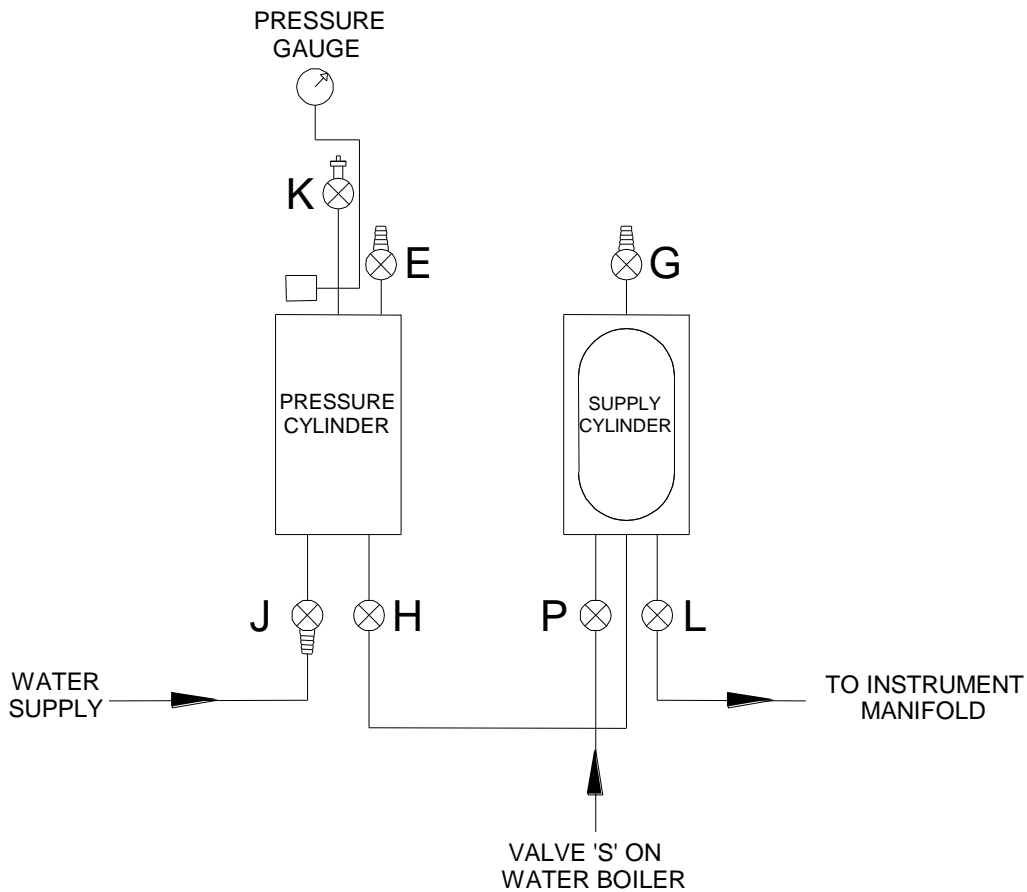 PRESSURE
GAUGE
K
E
G
PRESSURE
CYLINDER
SUPPLY
CYLINDER
J
H
P
L
WATER
SUPPLY
TO INSTRUMENT
MANIFOLD
VALVE 'S' ON
WATER BOILER